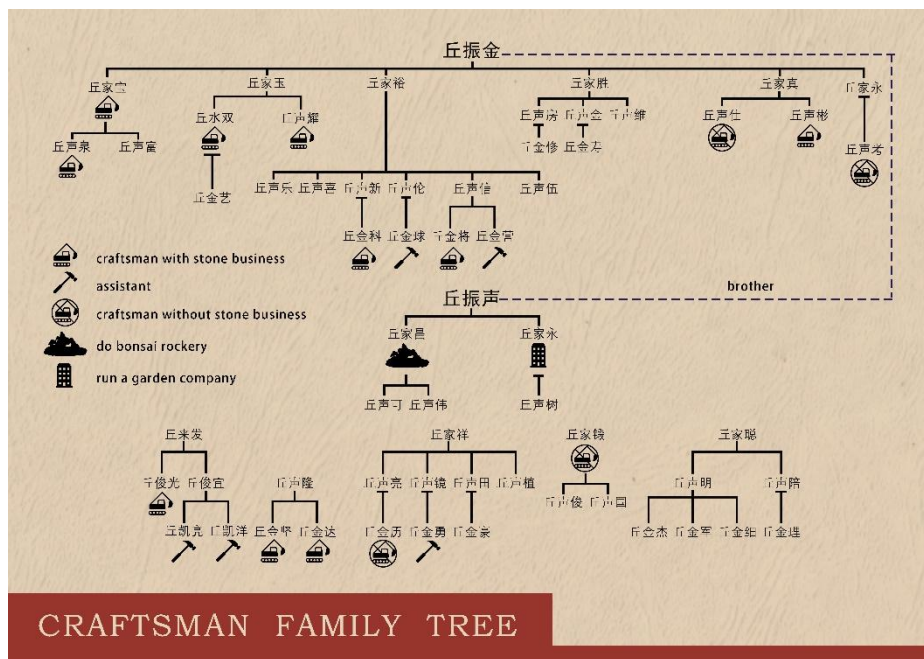 丘振金
丘家宝 丘家玉 丘家裕 丘家胜 丘家真 丘家永
丘水双 丘声耀 丘声房 丘声金 丘声维 丘声仕 丘声彬
丘声泉 丘声富 丘金修 丘金寿 丘声考
丘金艺 丘声乐 丘声喜 丘声新 丘声伦 丘声信 丘声伍
丘金科 丘金球 丘金将 丘金营
craftsman with stone business
assistant
craftsman without stone business
do bonsai rockery
run a garden company
brother
丘振声
丘家昌 丘家永
丘声可 丘声伟 丘声树
丘来发 丘家祥 丘家锻 丘家聪
丘俊光 丘俊宜 丘声隆 丘声亮 丘声镜 丘声田 丘声植 丘声俊 丘声国 丘声明 丘声陪
丘凯亮 丘凯洋 丘金坚 丘金达 丘金历 丘金勇 丘金豪 丘金杰 丘金军 丘金钿 丘金理
CRAFTSMAN FAMILY TREE